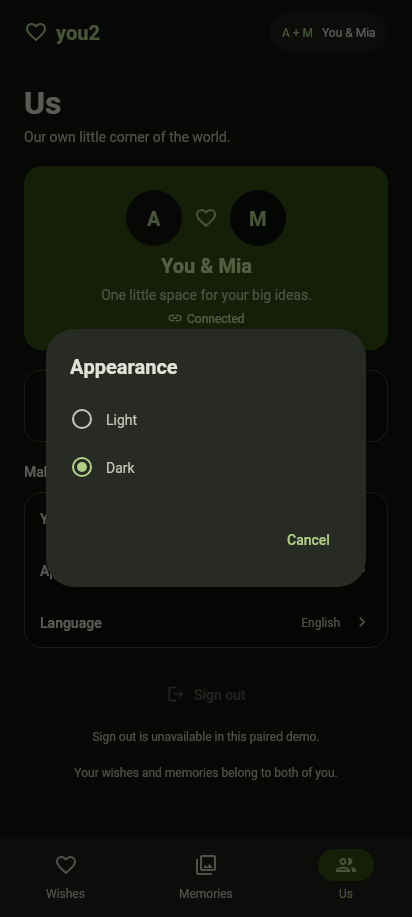 you2
A + M You & Mia
Us
Our own little corner of the world.
A
M
You & Mia
One little space for your big ideas.
Connected
Appearance
Light
Dark
Cancel
Language
English
Sign out
Sign out is unavailable in this paired demo.
Your wishes and memories belong to both of you.
Wishes
Memories
Us